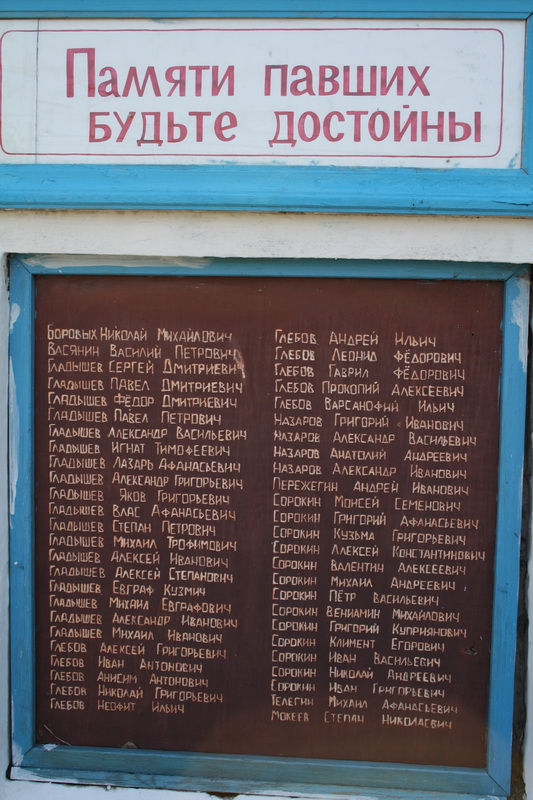 Памяти павших
будьте достойны
Боровых Николай Михайлович
Васянин Василий Петрович
Гладышев Сергей Дмитриевич
Гладышев Павел Дмитриевич
Гладышев Фёдор Дмитриевич
Гладышев Павел Петрович
Гладышев Александр Васильевич
Гладышев Игнат Тимофеевич
Гладышев Лазарь Афанасьевич
Гладышев Александр Григорьевич
Гладышев Яков Григорьевич
Гладышев Влас Афанасьевич
Гладышев Степан Петрович
Гладышев Михаил Трофимович
Гладышев Алексей Иванович
Гладышев Алексей Степанович
Гладышев Евграф Кузмич
Гладышев Михаил Евграфович
Гладышев Александр Иванович
Гладышев Михаил Иванович
Глебов Алексей Григорьевич
Глебов Иван Антонович
Глебов Анисим Антонович
Глебов Николай Григорьевич
Глебов Неофит Ильич
Глебов Андрей Ильич
Глебов Леонид Фёдорович
Глебов Гаврил Фёдорович
Глебов Прокопий Алексеевич
Глебов Варсанофий Ильич
Назаров Григорий Иванович
Назаров Александр Васильевич
Назаров Анатолий Андреевич
Назаров Александр Иванович
Пережегин Андрей Иванович
Сорокин Моисей Семенович
Сорокин Григорий Афанасьевич
Сорокин Кузьма Григорьевич
Сорокин Алексей Константинович
Сорокин Валентин Алексеевич
Сорокин Михаил Андреевич
Сорокин Пётр Васильевич
Сорокин Вениамин Михайлович
Сорокин Григорий Куприянович
Сорокин Климент Егорович
Сорокин Иван Васильевич
Сорокин Николай Андреевич
Сорокин Иван Григорьевич
Телегин Михаил Афанасьевич
Мокеев Степан Николаевич